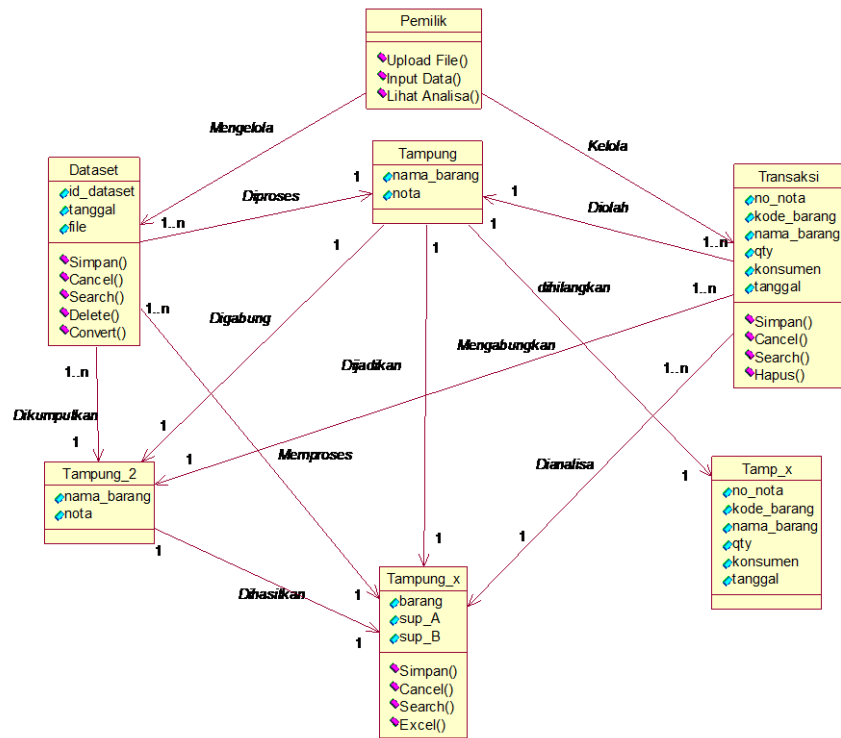 Pemilik
Upload File()
Input Data()
Lihat Analisa()
Mengelola
Kelola
Dataset
id_dataset
tanggal
file
Simpan()
Cancel()
Search()
Delete()
Convert()
1..n
Diproses
1
Tampung
nama_barang
nota
1
Diolah
1..n
Transaksi
no_nota
kode_barang
nama_barang
qty
konsumen
tanggal
Simpan()
Cancel()
Search()
Hapus()
1
1
1
dihilangkan
1..n
1..n
Digabung
Mengabungkan
Dijadikan
1..n
1..n
Dikumpulkan
1
1
1
Memproses
Dianalisa
1
Tampung_2
nama_barang
nota
1
Tamp_x
no_nota
kode_barang
nama_barang
qty
konsumen
tanggal
Dihasilkan
1
1
1
1
Tampung_x
barang
sup_A
sup_B
Simpan()
Cancel()
Search()
Excel()